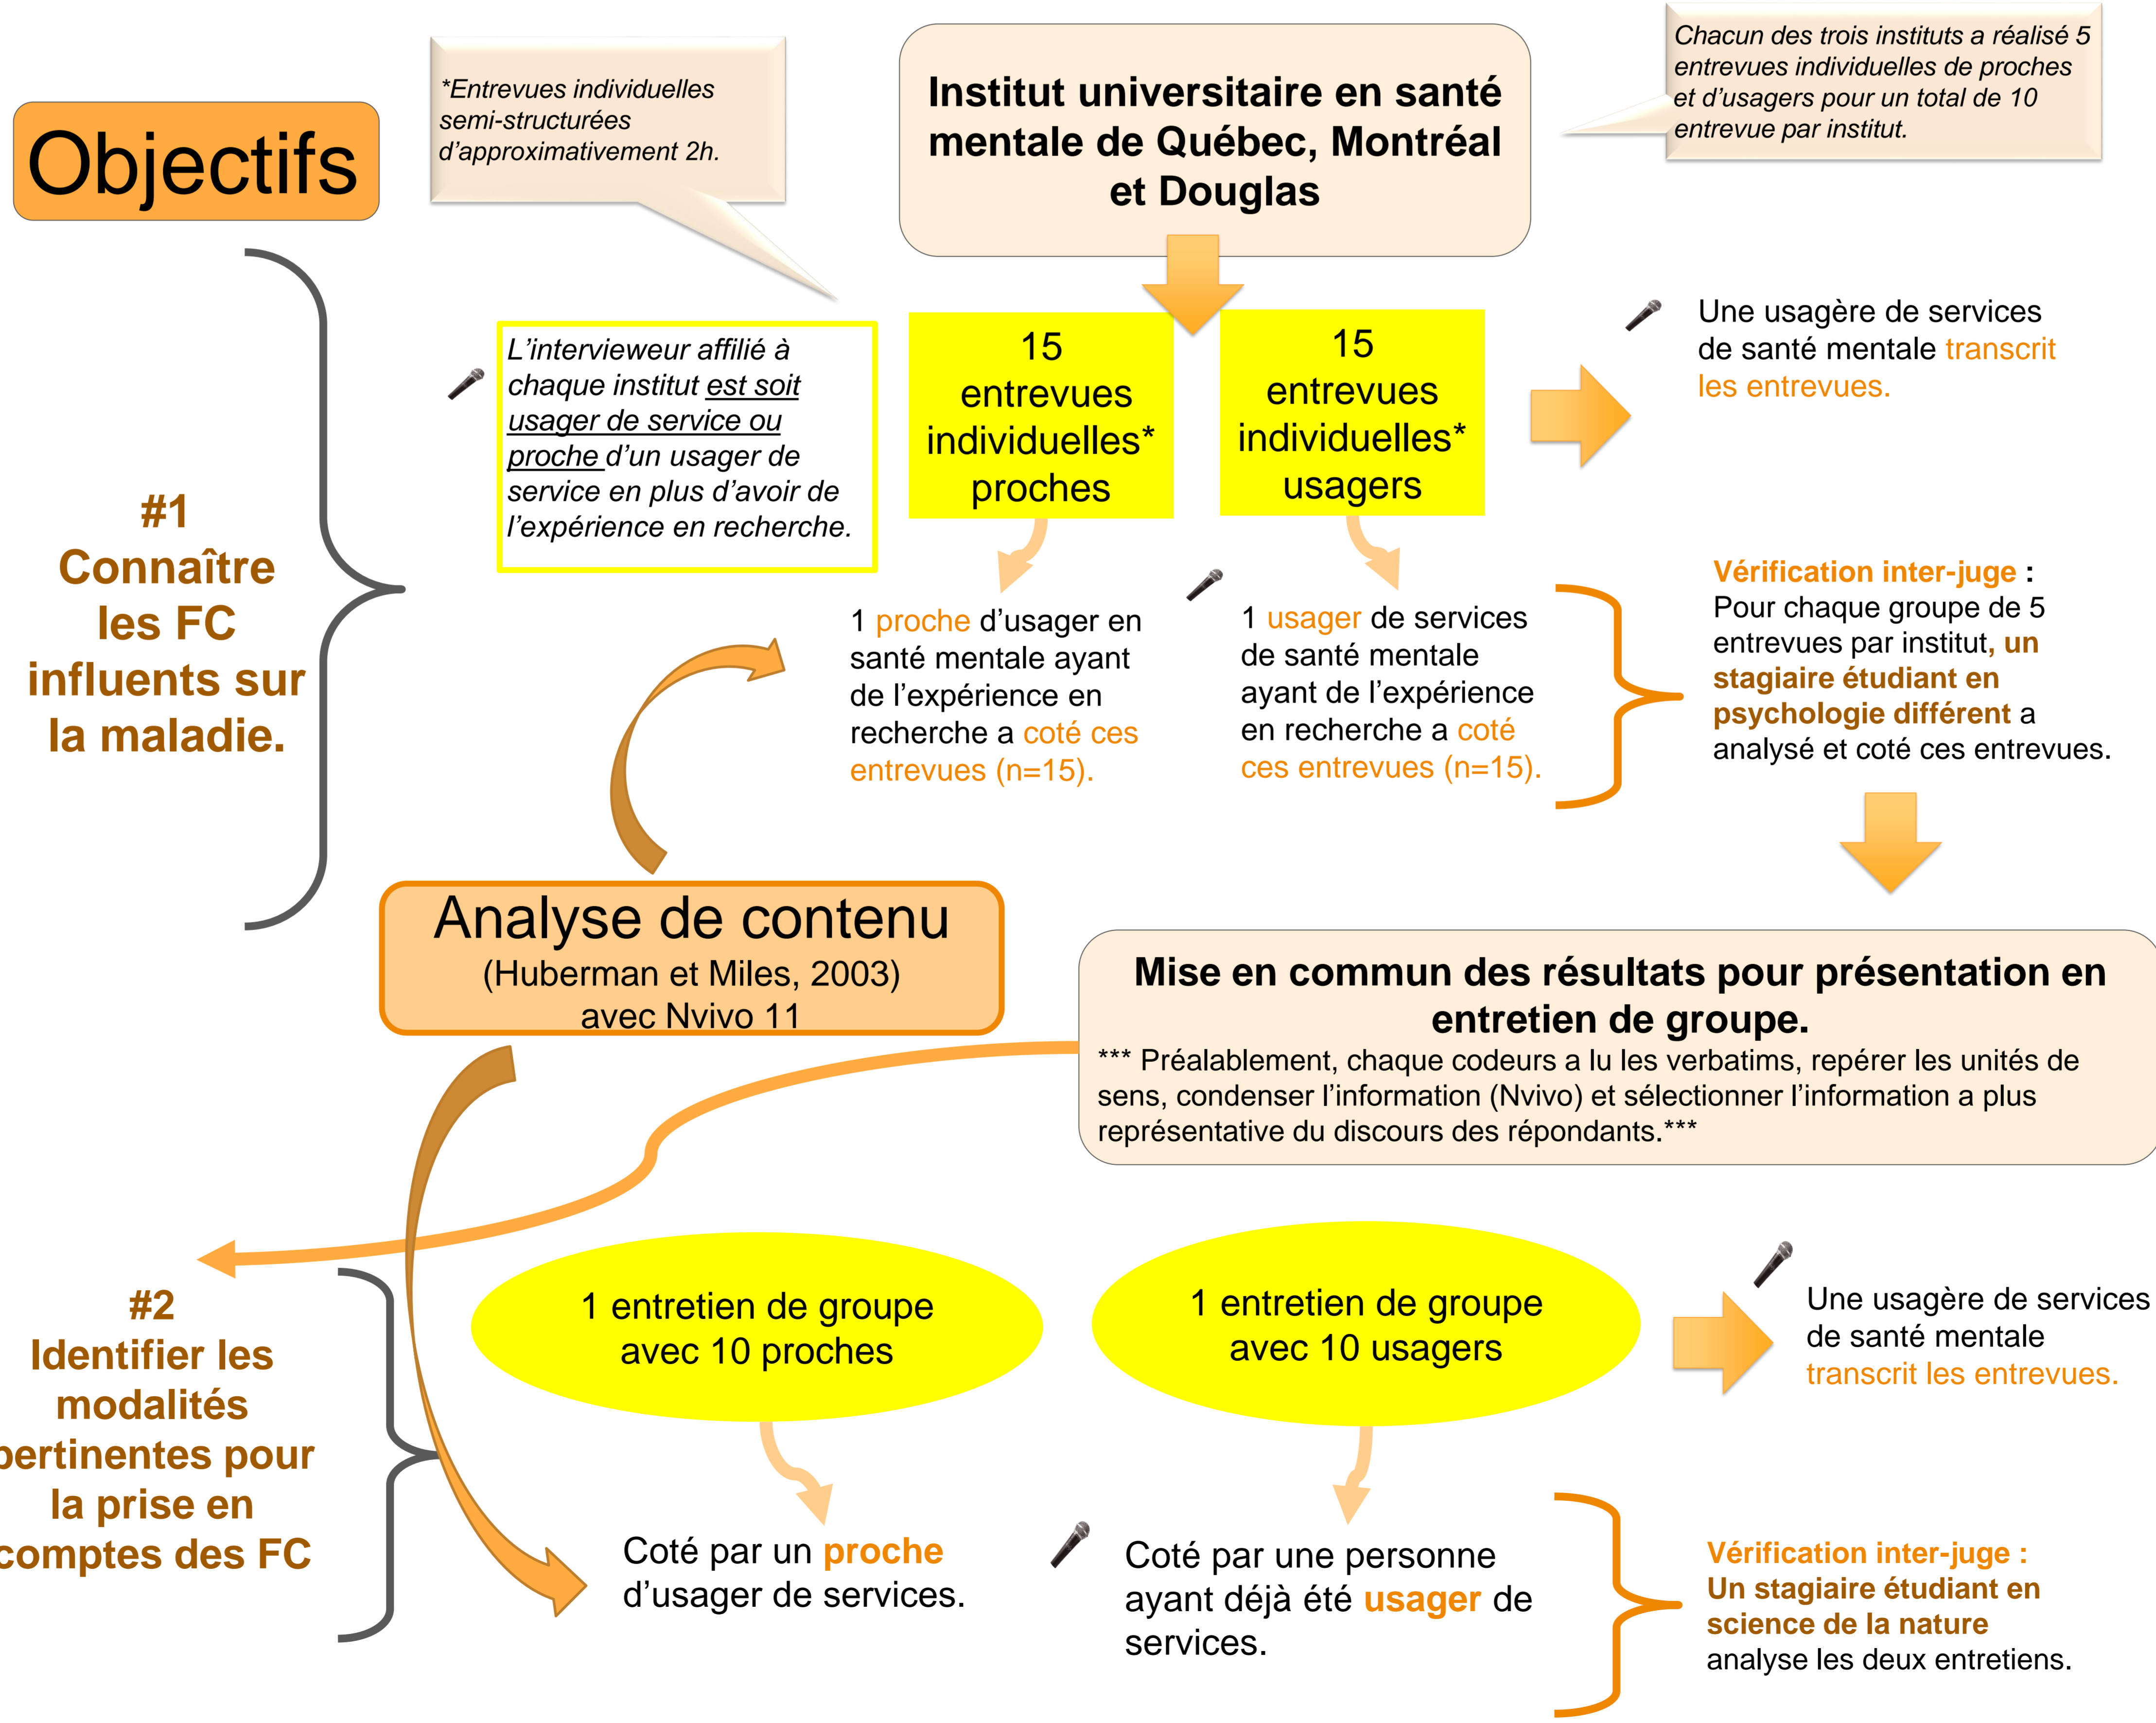 Objectifs
*Entrevues individuelles
semi-structurées
d'approximativement 2h.
Institut universitaire en santé
mentale de Québec, Montréal
et Douglas
Chacun des trois instituts a réalisé 5
entrevues individuelles de proches
et d'usagers pour un total de 10
entrevue par institut.
#1
Connaître
les FC
influents sur
la maladie.
L'intervieweur affilié à
chaque institut est soit
usager de service ou
proche d'un usager de
service en plus d'avoir de
l'expérience en recherche.
15
entrevues
individuelles*
proches
15
entrevues
individuelles*
usagers
Une usagère de services
de santé mentale transcrit
les entrevues.
1 proche d'usager en
santé mentale ayant
de l'expérience en
recherche a coté ces
entrevues (n=15).
1 usager de services
de santé mentale
ayant de l'expérience
en recherche a coté
ces entrevues (n=15).
Vérification inter-juge :
Pour chaque groupe de 5
entrevues par institut, un
stagiaire étudiant en
psychologie différent a
analysé et coté ces entrevues.
Analyse de contenu
(Huberman et Miles, 2003)
avec Nvivo 11
Mise en commun des résultats pour présentation en
entretien de groupe.
*** Préalablement, chaque codeurs a lu les verbatims, repérer les unités de
sens, condenser l'information (Nvivo) et sélectionner l'information a plus
représentative du discours des répondants.***
#2
Identifier les
modalités
pertinentes pour
la prise en
comptes des FC
1 entretien de groupe
avec 10 proches
1 entretien de groupe
avec 10 usagers
Une usagère de services
de santé mentale
transcrit les entrevues.
Coté par un proche
d'usager de services.
Coté par une personne
ayant déjà été usager de
services.
Vérification inter-juge :
Un stagiaire étudiant en
science de la nature
analyse les deux entretiens.